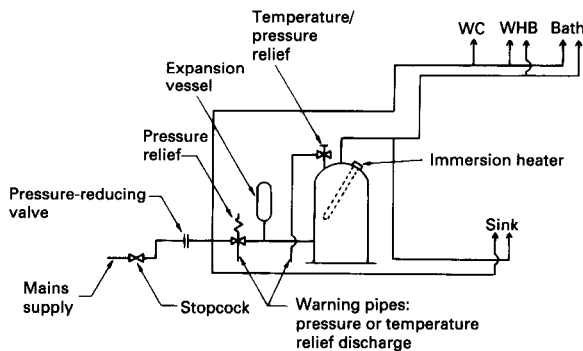 Temperature/
pressure
relief
WC
WHB
Bath
Expansion
vessel
Pressure
relief
Immersion heater
Pressure-reducing
valve
Sink
Mains
supply
Stopcock
Warning pipes:
pressure or temperature
relief discharge